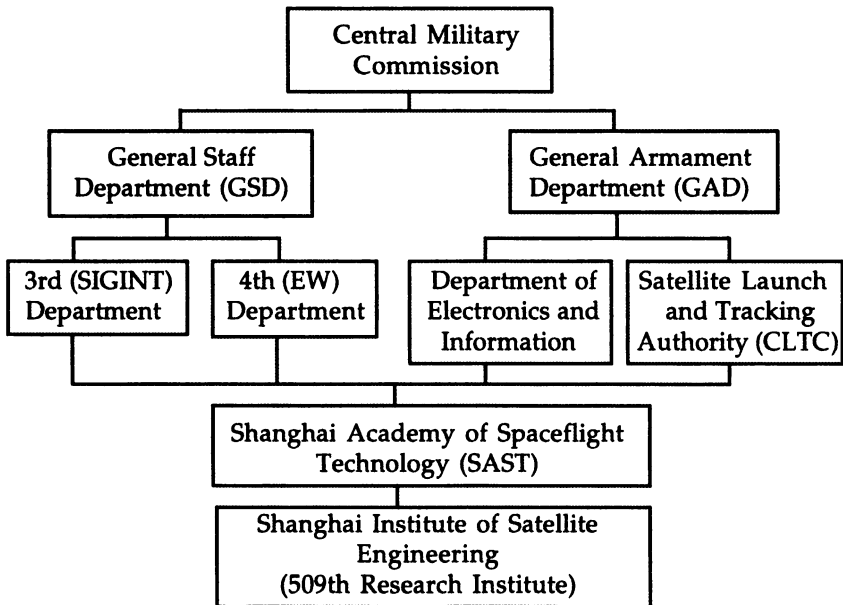 Central Military
Commission
General Staff
Department (GSD)
General Armament
Department (GAD)
3rd (SIGINT)
Department
4th (EW)
Department
Department of
Electronics and
Information
Satellite Launch
and Tracking
Authority (CLTC)
Shanghai Academy of Spaceflight
Technology (SAST)
Shanghai Institute of Satellite
Engineering
(509th Research Institute)